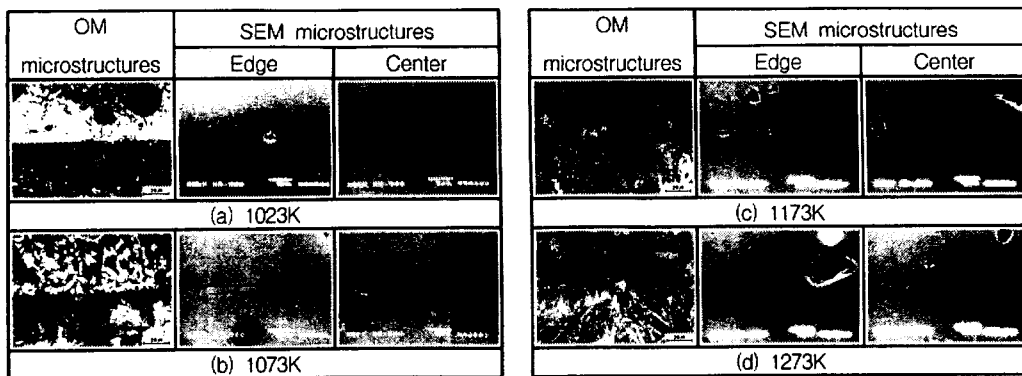 OM
microstructures
SEM microstructures
Edge
Center
(a) 1023K
(b) 1073K
OM
microstructures
SEM microstructures
Edge
Center
(c) 1173K
(d) 1273K